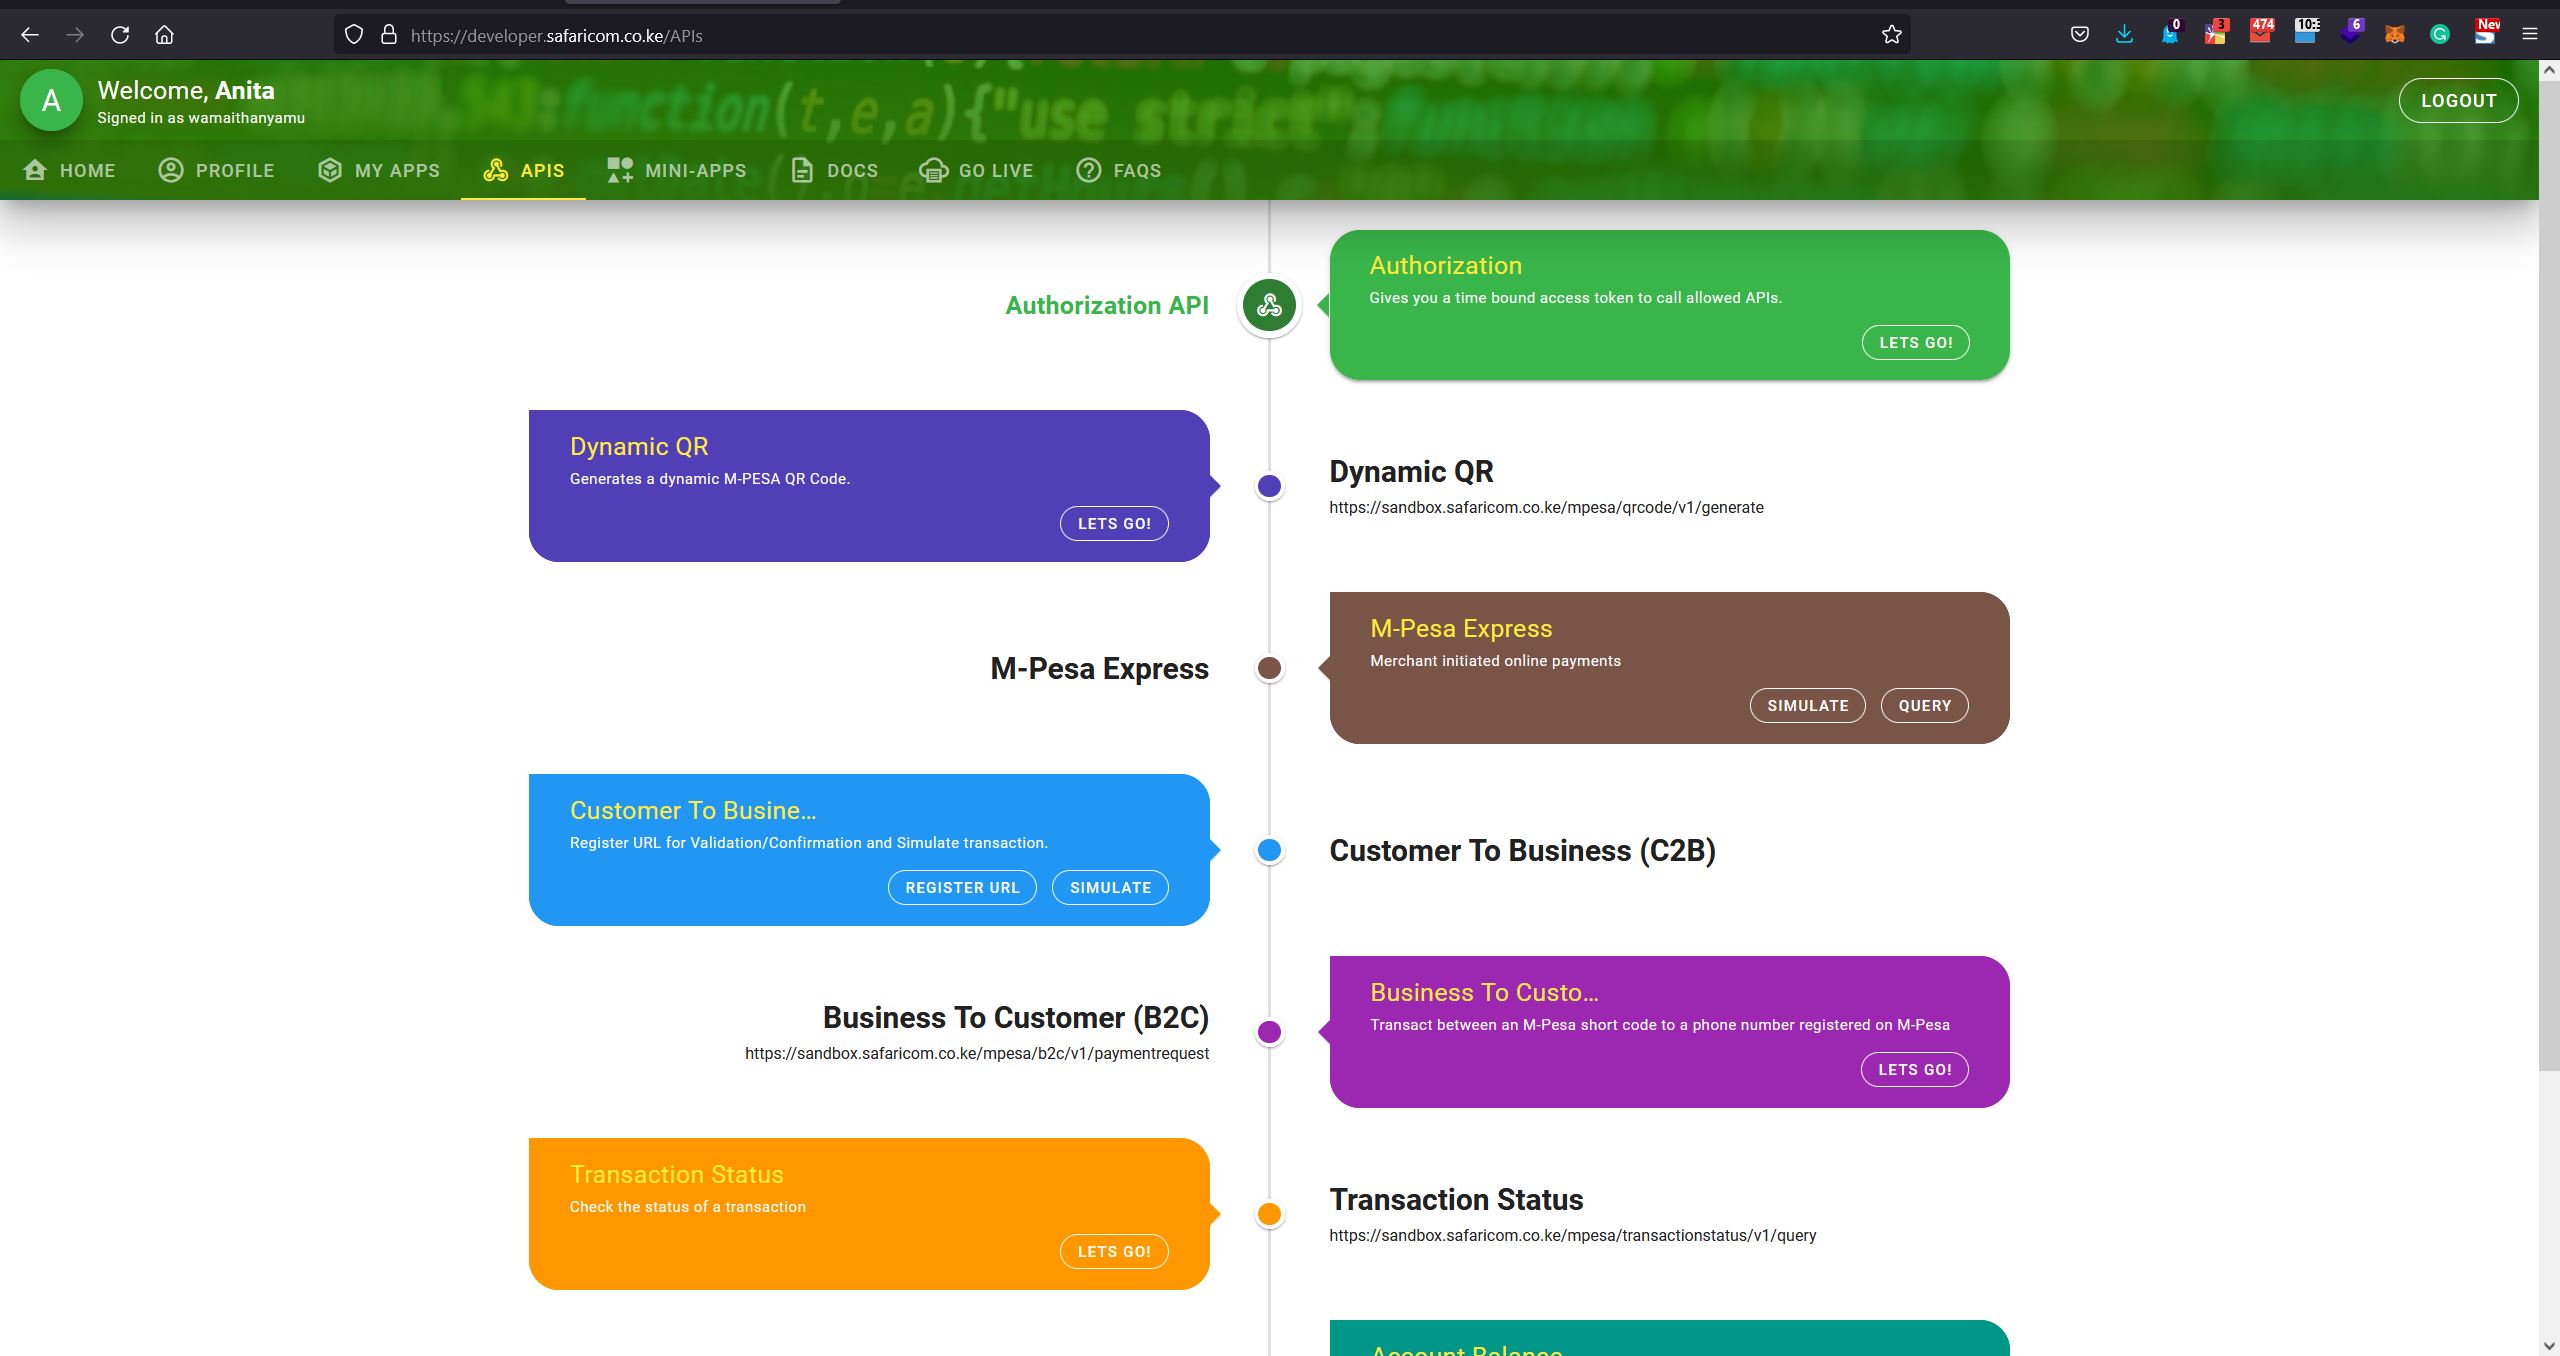 https://developer.safaricom.co.ke/APIs
0
3
474
6
A
Welcome, Anita
Signed in as wamaithanyamu
LOGOUT
function(t,e,a){"use strict";function
HOME
PROFILE
MY APPS
APIS
MINI-APPS
DOCS
GO LIVE
FAQS
Authorization API
Authorization
Gives you a time bound access token to call allowed APIs.
LETS GO!
Dynamic QR
Generates a dynamic M-PESA QR Code.
LETS GO!
Dynamic QR
https://sandbox.safaricom.co.ke/mpesa/qrcode/v1/generate
M-Pesa Express
M-Pesa Express
Merchant initiated online payments
SIMULATE
QUERY
Customer To Busine...
Register URL for Validation/Confirmation and Simulate transaction.
REGISTER URL
SIMULATE
Customer To Business (C2B)
Business To Customer (B2C)
https://sandbox.safaricom.co.ke/mpesa/b2c/v1/paymentrequest
Business To Custo...
Transact between an M-Pesa short code to a phone number registered on M-Pesa
LETS GO!
Transaction Status
Check the status of a transaction
LETS GO!
Transaction Status
https://sandbox.safaricom.co.ke/mpesa/transactionstatus/v1/query
Account Balance